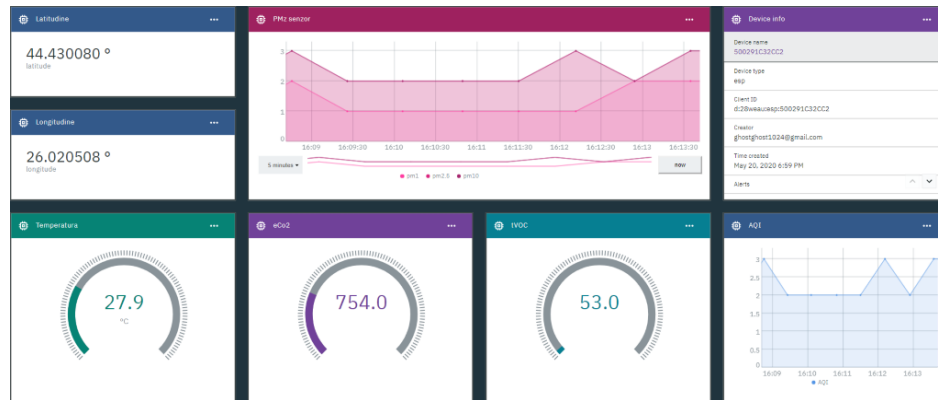 Latitudine
44.430080 °
latitude
Longitudine
26.020508 °
longitude
PMz senzor
3
2
1
0
16:09 16:09:30 16:10 16:10:30 16:11 16:11:30 16:12 16:12:30 16:13 16:13:30
5 minutes
now
pm1 pm2.5 pm10
Device info
Device name
500291C32CC2
Device type
esp
Client ID
d:28weau:esp:500291C32CC2
Creator
ghostghost1024@gmail.com
Time created
May 20, 2020 6:59 PM
Alerts
Temperatura
27.9
°C
eCo2
754.0
tVOC
53.0
AQI
3
2.5
2
1.5
1
0.5
0
16:09 16:10 16:11 16:12 16:13
AQI